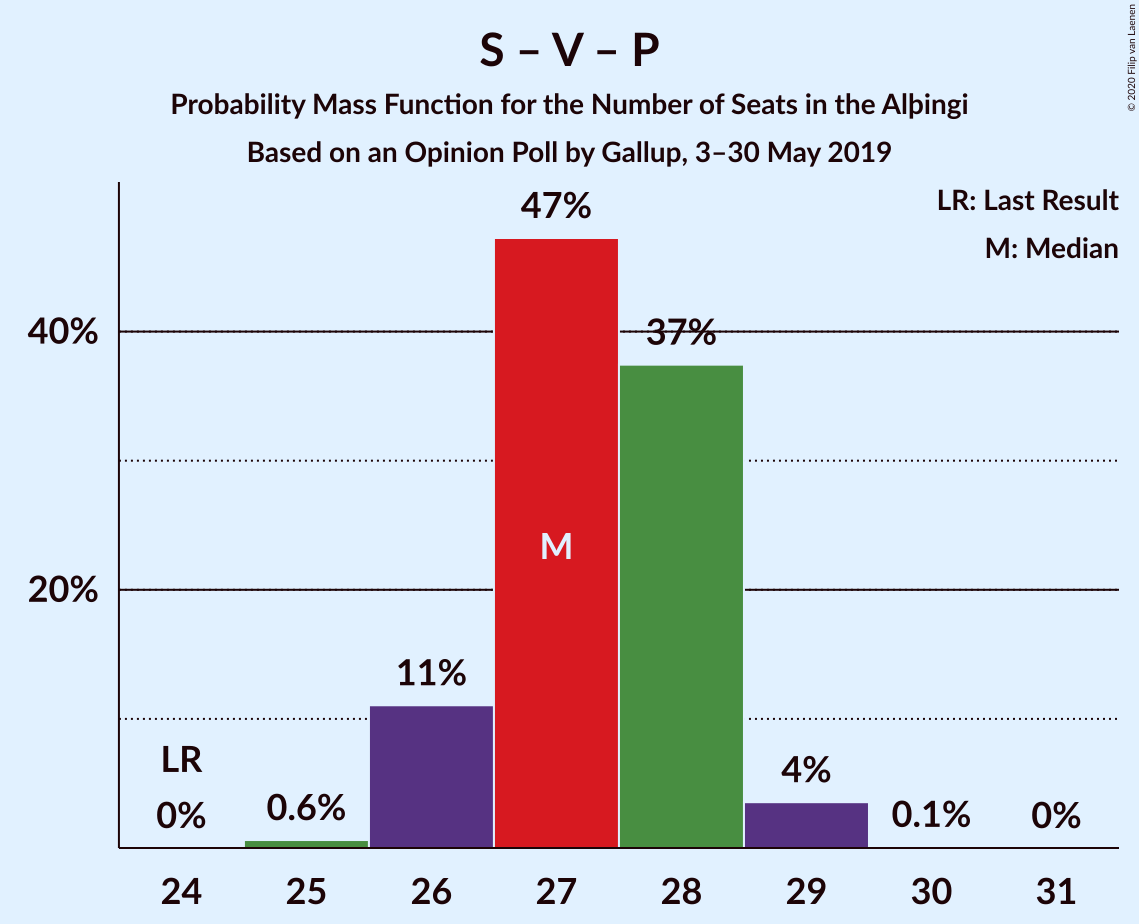 S – V – P
Probability Mass Function for the Number of Seats in the Alþingi
Based on an Opinion Poll by Gallup, 3–30 May 2019
© 2020 Filip van Laenen
LR: Last Result
M: Median
47%
40%
37%
M
20%
11%
LR
0%
0.6%
4%
0.1%
0%
24 25 26 27 28 29 30 31